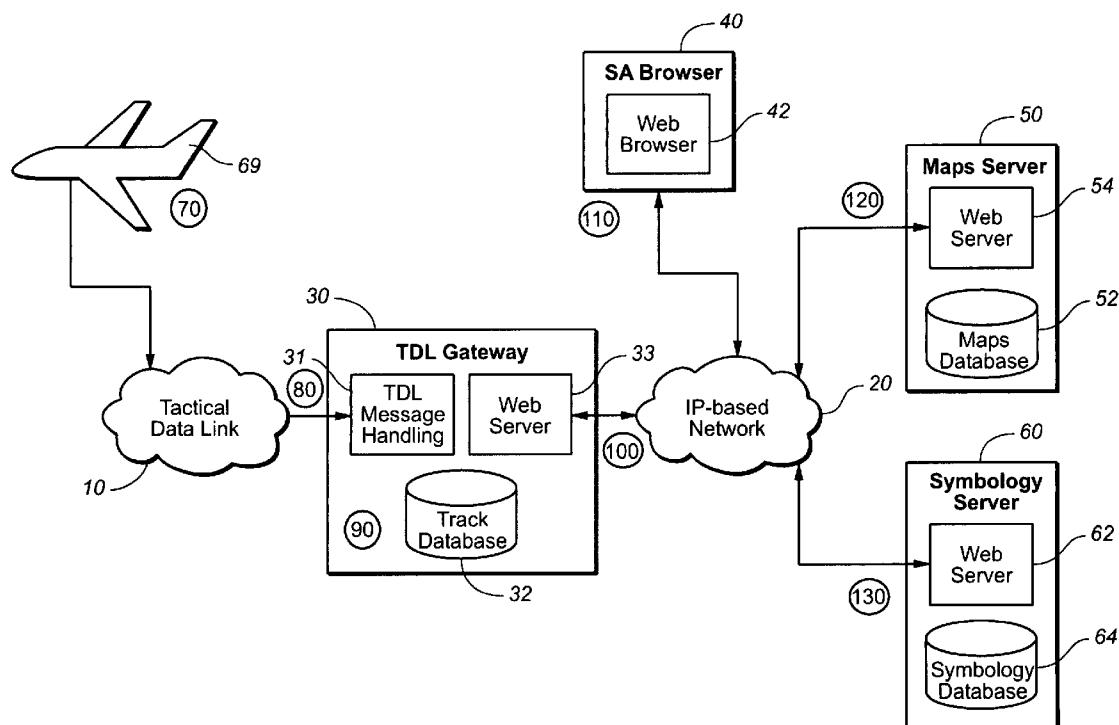 40
SA Browser
Web
Browser
42
69
70
110
50
Maps Server
54
Web
Server
120
52
Maps
Database
30
TDL Gateway
31
33
80
TDL
Message
Handling
Web
Server
Tactical
Data Link
10
100
IP-based
Network
20
90
Track
Database
32
60
Symbology
Server
62
Web
Server
130
64
Symbology
Database